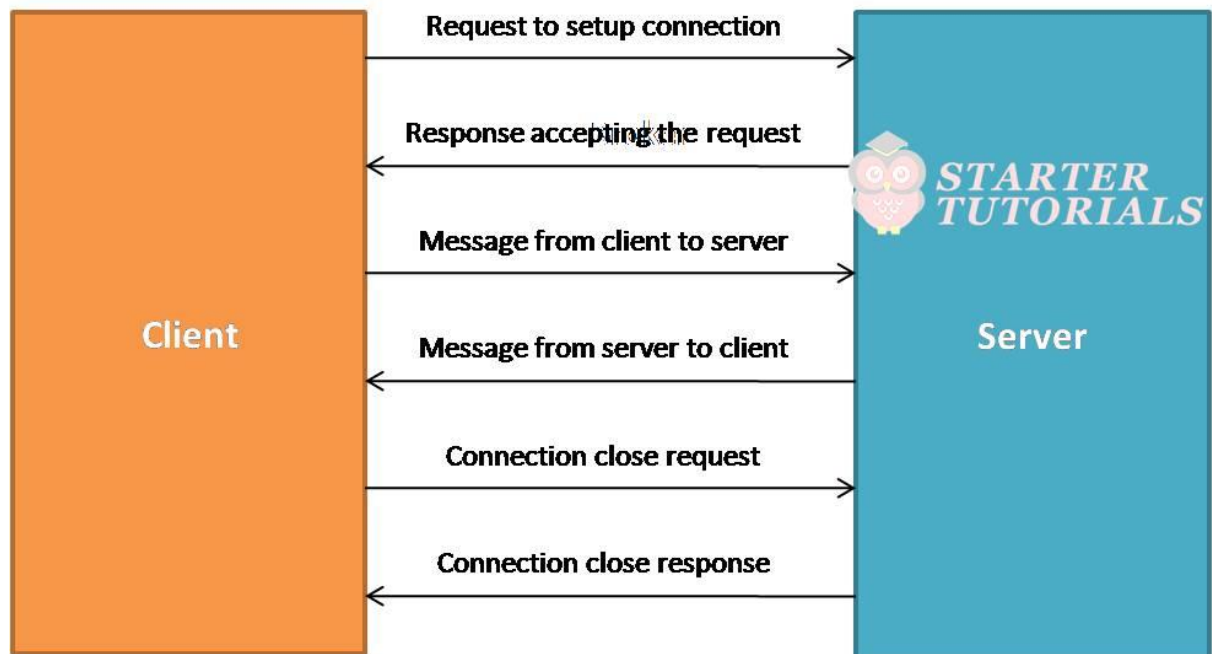 Request to setup connection
Response accepting the request
STARTER
TUTORIALS
Message from client to server
Client
Message from server to client
Server
Connection close request
Connection close response